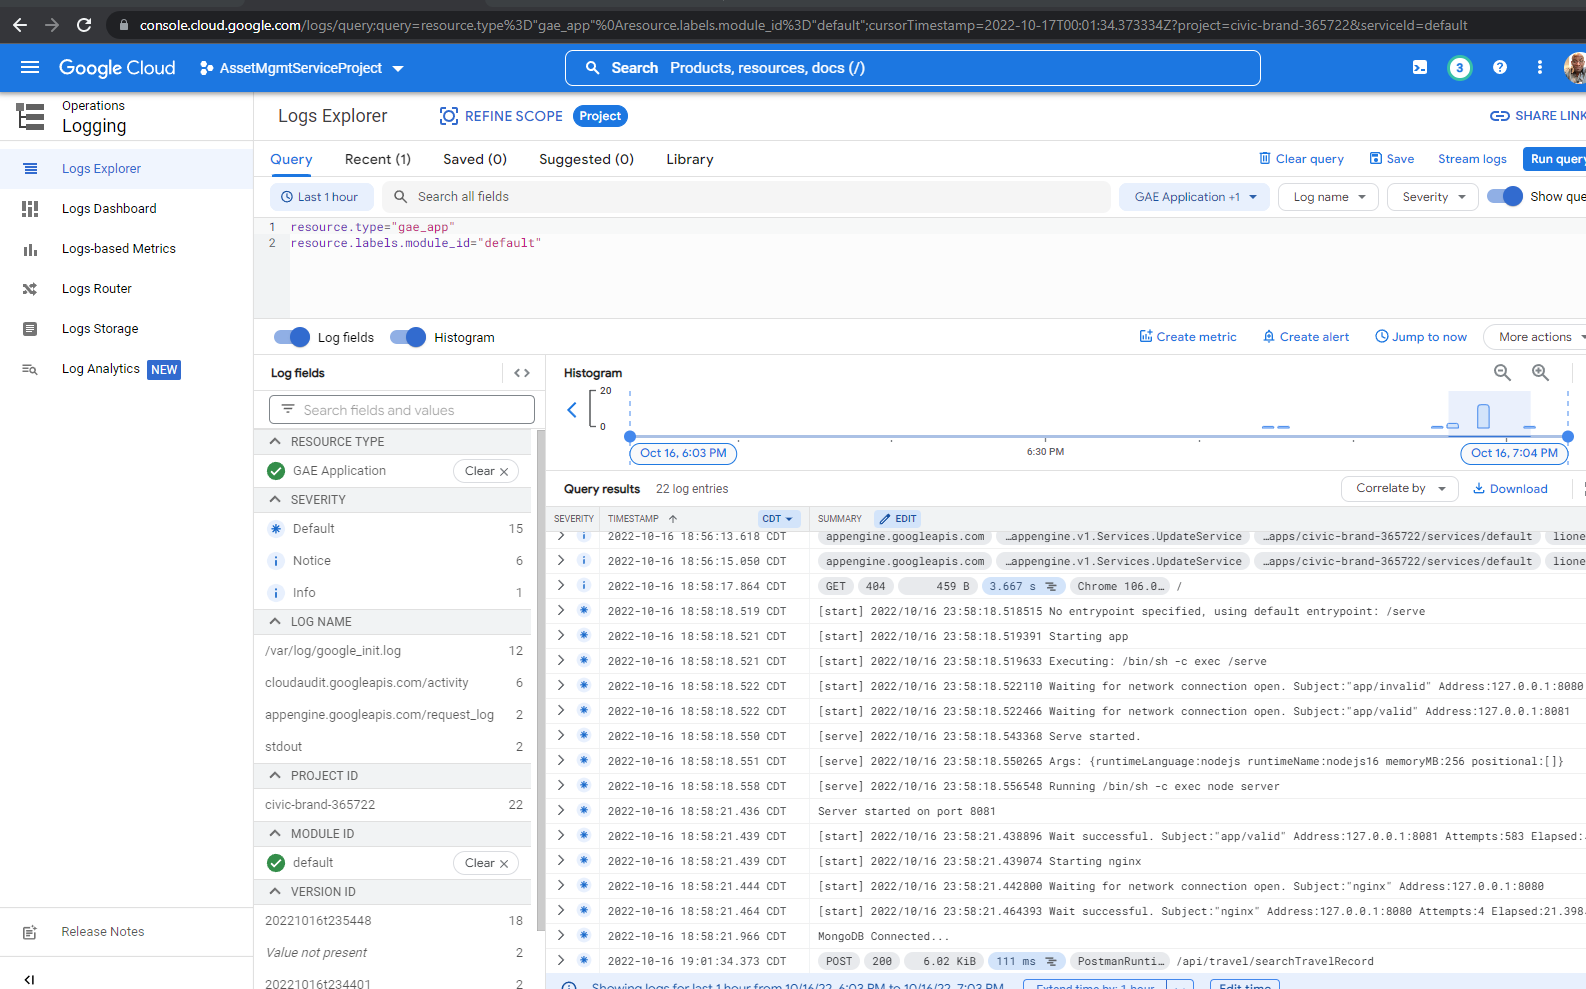 console.cloud.google.com/logs/query;query=resource.type%3D"gae_app"%0Aresource.labels.module_id%3D"default";cursorTimestamp=2022-10-17T00:01:34.373334Z?project=civic-brand-365722&serviceId=default
Google Cloud
AssetMgmtServiceProject
Search Products, resources, docs (/)
3
Operations
Logging
Logs Explorer
REFINE SCOPE
Project
SHARE LINK
Logs Explorer
Logs Dashboard
Logs-based Metrics
Logs Router
Logs Storage
Log Analytics NEW
Release Notes
Query
Recent (1)
Saved (0)
Suggested (0)
Library
Clear query
Save
Stream logs
Run query
Last 1 hour
Search all fields
GAE Application +1
Log name
Severity
Show que
1 resource.type="gae_app"
2 resource.labels.module_id="default"
Log fields
Histogram
Create metric
Create alert
Jump to now
More actions
Log fields
Search fields and values
RESOURCE TYPE
GAE Application Clear
SEVERITY
Default 15
Notice 6
Info 1
LOG NAME
/var/log/google_init.log 12
cloudaudit.googleapis.com/activity 6
appengine.googleapis.com/request_log 2
stdout 2
PROJECT ID
civic-brand-365722 22
MODULE ID
default Clear
VERSION ID
20221016t235448 18
Value not present 2
20221016t234401 2
Histogram
20
0
Oct 16, 6:03 PM
6:30 PM
Oct 16, 7:04 PM
Query results 22 log entries
Correlate by
Download
SEVERITY TIMESTAMP CDT SUMMARY EDIT
2022-10-16 18:56:13.618 CDT appengine.googleapis.com …appengine.v1.Services.UpdateService …apps/civic-brand-365722/services/default lione
2022-10-16 18:56:15.050 CDT appengine.googleapis.com …appengine.v1.Services.UpdateService …apps/civic-brand-365722/services/default lione
2022-10-16 18:58:17.864 CDT GET 404 459 B 3.667 s Chrome 106.0… /
2022-10-16 18:58:18.519 CDT [start] 2022/10/16 23:58:18.518515 No entrypoint specified, using default entrypoint: /serve
2022-10-16 18:58:18.521 CDT [start] 2022/10/16 23:58:18.519391 Starting app
2022-10-16 18:58:18.521 CDT [start] 2022/10/16 23:58:18.519633 Executing: /bin/sh -c exec /serve
2022-10-16 18:58:18.522 CDT [start] 2022/10/16 23:58:18.522110 Waiting for network connection open. Subject:"app/invalid" Address:127.0.0.1:8080
2022-10-16 18:58:18.522 CDT [start] 2022/10/16 23:58:18.522466 Waiting for network connection open. Subject:"app/valid" Address:127.0.0.1:8081
2022-10-16 18:58:18.550 CDT [serve] 2022/10/16 23:58:18.543368 Serve started.
2022-10-16 18:58:18.551 CDT [serve] 2022/10/16 23:58:18.550265 Args: {runtimeLanguage:nodejs runtimeName:nodejs16 memoryMB:256 positional:[]}
2022-10-16 18:58:18.558 CDT [serve] 2022/10/16 23:58:18.556548 Running /bin/sh -c exec node server
2022-10-16 18:58:21.436 CDT Server started on port 8081
2022-10-16 18:58:21.439 CDT [start] 2022/10/16 23:58:21.438896 Wait successful. Subject:"app/valid" Address:127.0.0.1:8081 Attempts:583 Elapsed:
2022-10-16 18:58:21.439 CDT [start] 2022/10/16 23:58:21.439074 Starting nginx
2022-10-16 18:58:21.444 CDT [start] 2022/10/16 23:58:21.442800 Waiting for network connection open. Subject:"nginx" Address:127.0.0.1:8080
2022-10-16 18:58:21.464 CDT [start] 2022/10/16 23:58:21.464393 Wait successful. Subject:"nginx" Address:127.0.0.1:8080 Attempts:4 Elapsed:21.398
2022-10-16 18:58:21.966 CDT MongoDB Connected...
2022-10-16 19:01:34.373 CDT POST 200 6.02 KiB 111 ms PostmanRunti… /api/travel/searchTravelRecord
Showing logs for last 1 hour from 10/16/22, 6:03 PM to 10/16/22, 7:03 PM. Extend time by: 1 hour Edit time